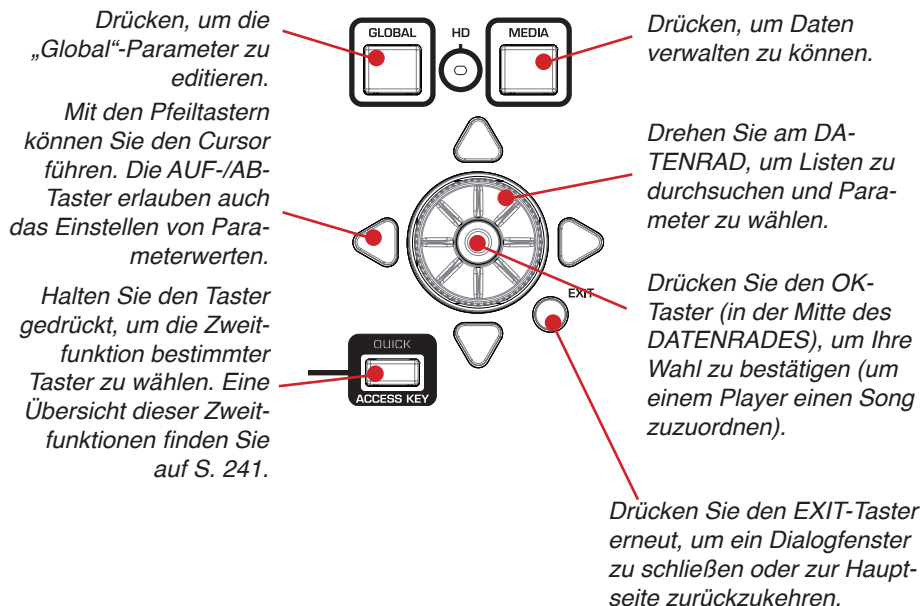 Drücken, um die
„Global“-Parameter zu
editieren.
Mit den Pfeiltastern
können Sie den Cursor
führen. Die AUF-/AB-
Taster erlauben auch
das Einstellen von Para-
meterwerten.
Halten Sie den Taster
gedrückt, um die Zweit-
funktion bestimmter
Taster zu wählen. Eine
Übersicht dieser Zweit-
funktionen finden Sie
auf S. 241.
GLOBAL
HD
MEDIA
EXIT
QUICK
ACCESS KEY
Drücken, um Daten
verwalten zu können.
Drehen Sie am DA-
TENRAD, um Listen zu
durchsuchen und Para-
meter zu wählen.
Drücken Sie den OK-
Taster (in der Mitte des
DATENRADES), um Ihre
Wahl zu bestätigen (um
einem Player einen Song
zuzuordnen).
Drücken Sie den EXIT-Taster
erneut, um ein Dialogfenster
zu schließen oder zur Haupt-
seite zurückzukehren.